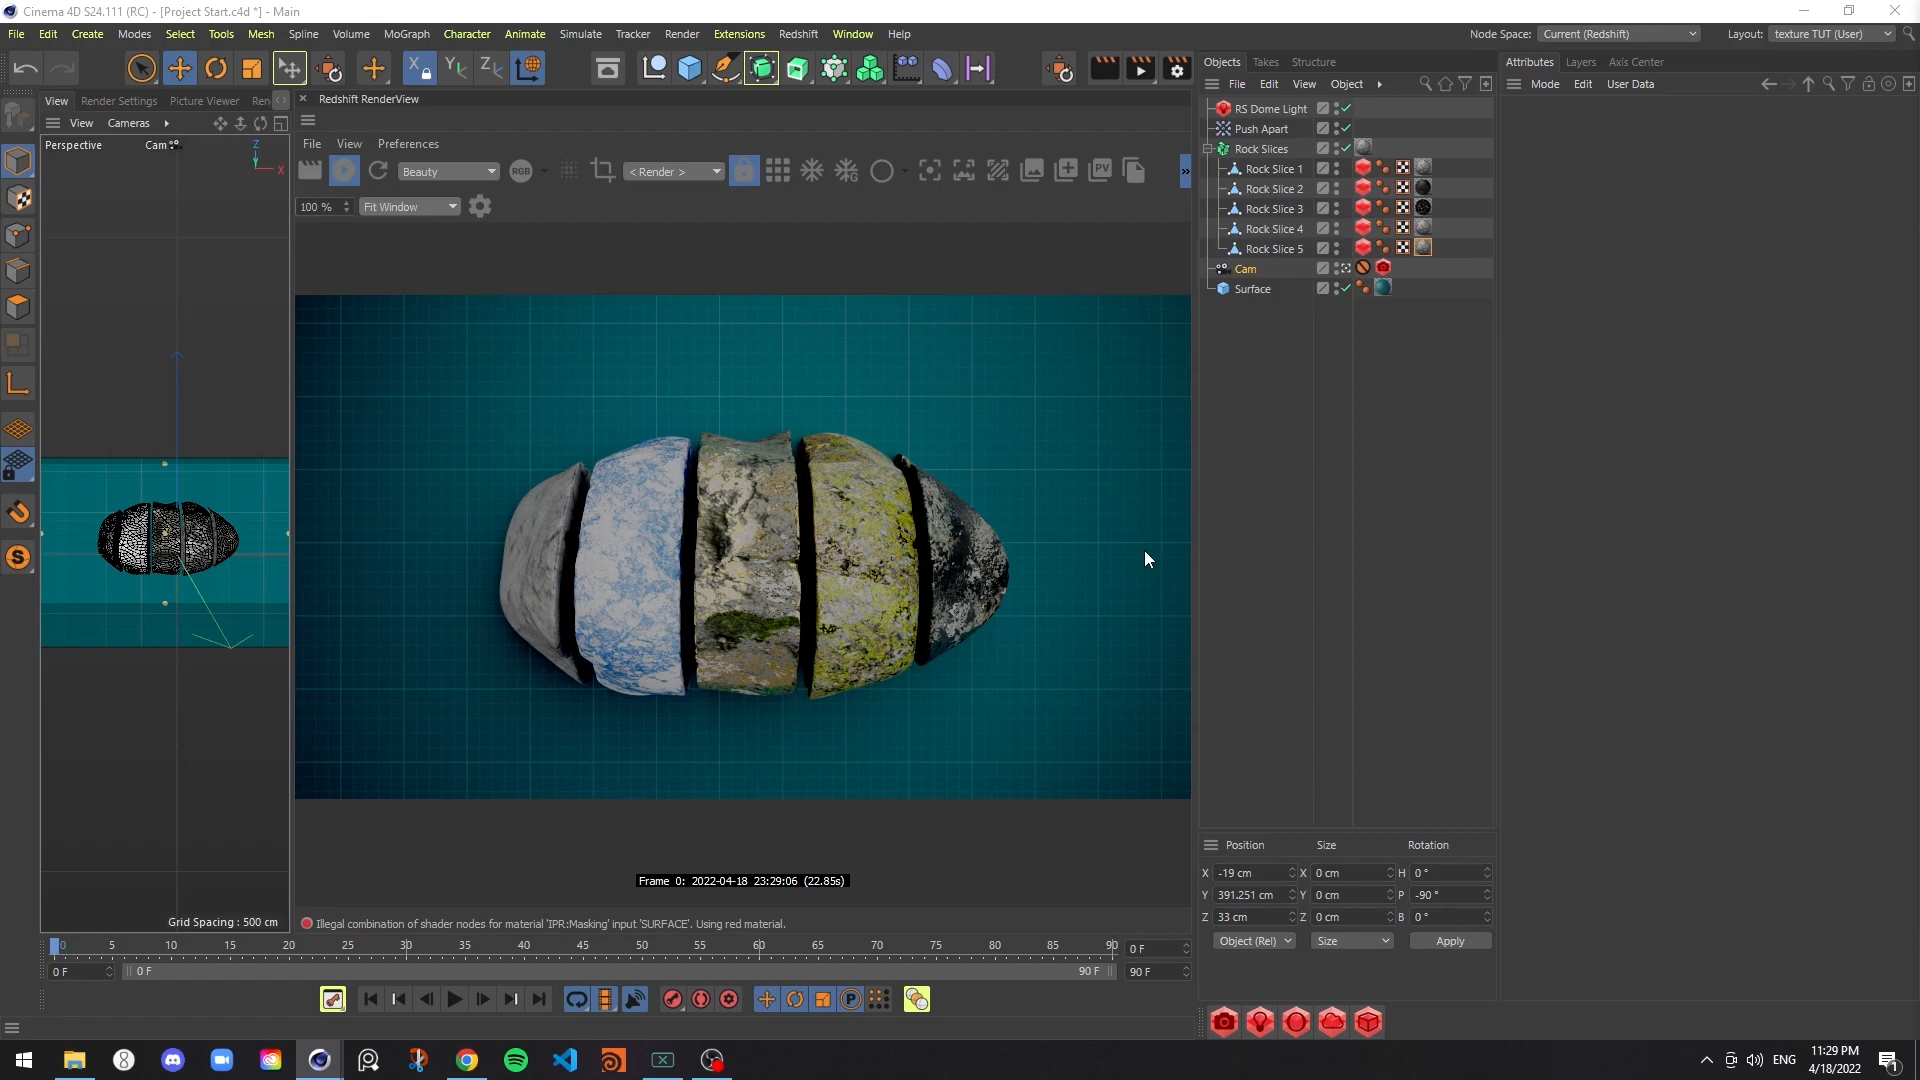 Cinema 4D S24.111 (RC) - [Project Start.c4d *] - Main
File Edit Create Modes Select Tools Mesh Spline Volume MoGraph Character Animate Simulate Tracker Render Extensions Redshift Window Help
Node Space: Current (Redshift) Layout: texture TUT (User)
X Y Z
View Render Settings Picture Viewer Ren
Redshift RenderView
Objects Takes Structure
Attributes Layers Axis Center
View Cameras
File Edit View Object
Mode Edit User Data
Perspective Cam
Z
Y
X
File View Preferences
Beauty RGB < Render > PV
100 % Fit Window
RS Dome Light
Push Apart
Rock Slices
Rock Slice 1
Rock Slice 2
Rock Slice 3
Rock Slice 4
Rock Slice 5
Cam
Surface
Frame 0: 2022-04-18 23:29:06 (22.85s)
Grid Spacing : 500 cm
Illegal combination of shader nodes for material 'IPR:Masking' input 'SURFACE'. Using red material.
0 5 10 15 20 25 30 35 40 45 50 55 60 65 70 75 80 85 90 0 F
0 F 0 F 90 F 90 F
Position Size Rotation
X -19 cm X 0 cm H 0 °
Y 391.251 cm Y 0 cm P -90 °
Z 33 cm Z 0 cm B 0 °
Object (Rel) Size Apply
P
ENG 11:29 PM
4/18/2022
1